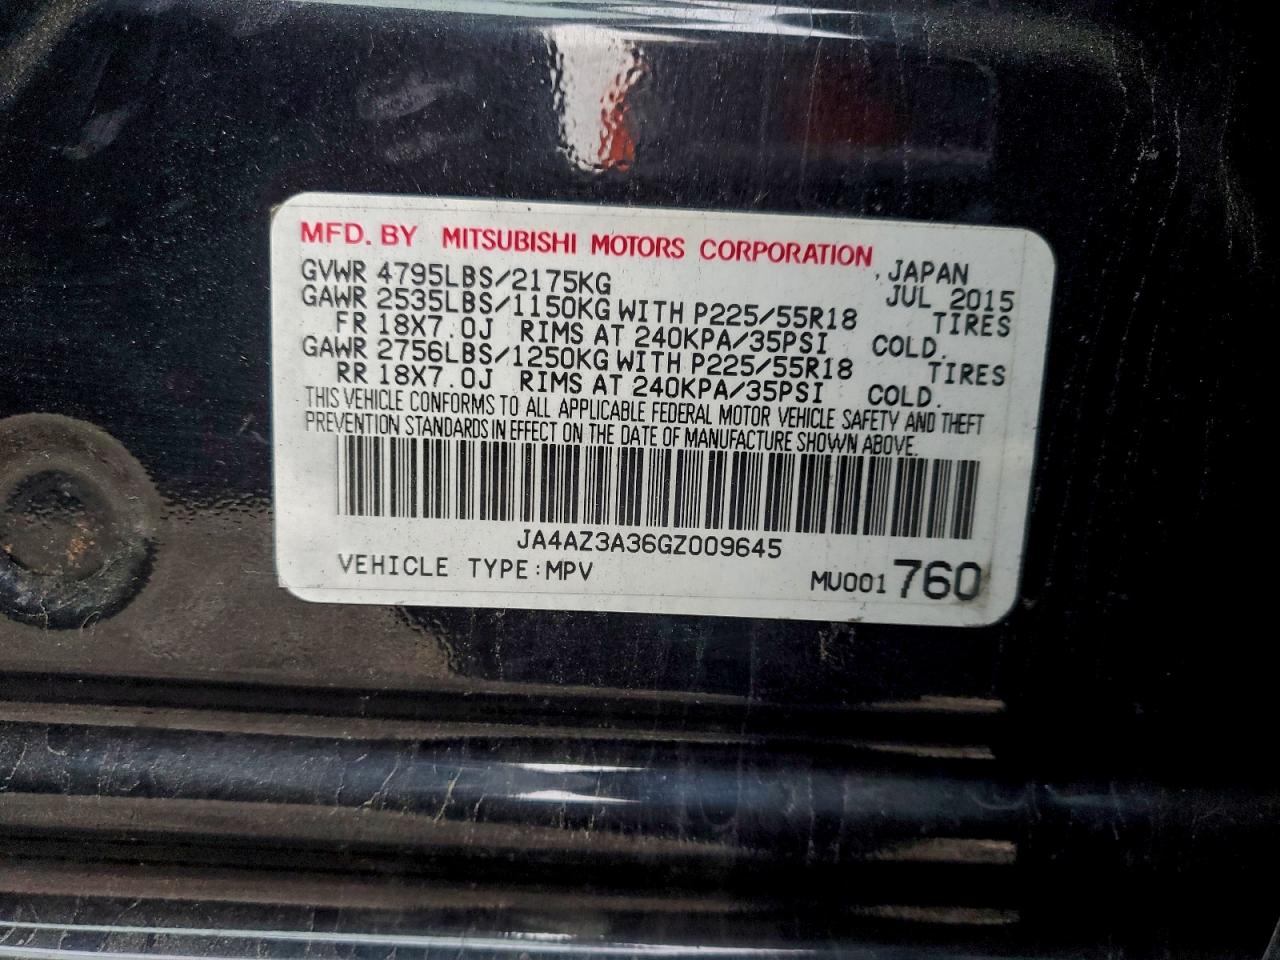 MFD. BY MITSUBISHI MOTORS CORPORATION, JAPAN
GVWR 4795LBS/2175KG JUL 2015
GAWR 2535LBS/1150KG WITH P225/55R18 TIRES
FR 18X7.0J RIMS AT 240KPA/35PSI COLD.
GAWR 2756LBS/1250KG WITH P225/55R18 TIRES
RR 18X7.0J RIMS AT 240KPA/35PSI COLD.
THIS VEHICLE CONFORMS TO ALL APPLICABLE FEDERAL MOTOR VEHICLE SAFETY AND THEFT
PREVENTION STANDARDS IN EFFECT ON THE DATE OF MANUFACTURE SHOWN ABOVE.
JA4AZ3A36GZ009645
VEHICLE TYPE:MPV MU001760